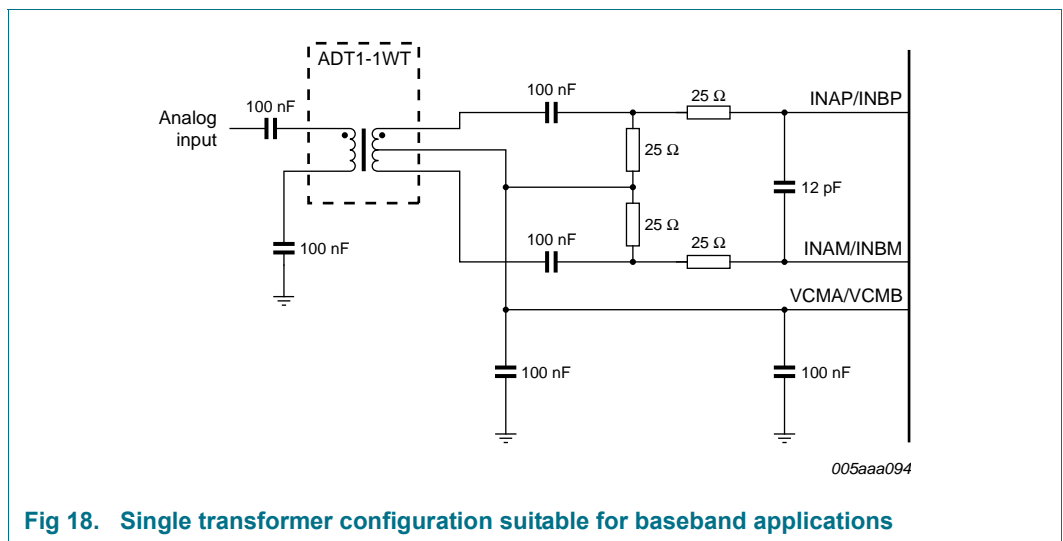 ADT1-1WT
100 nF
Analog
input
100 nF
100 nF
25 Ω
INAP/INBP
25 Ω
12 pF
25 Ω
100 nF
25 Ω
INAM/INBM
VCMA/VCMB
100 nF
100 nF
005aaa094
Fig 18. Single transformer configuration suitable for baseband applications